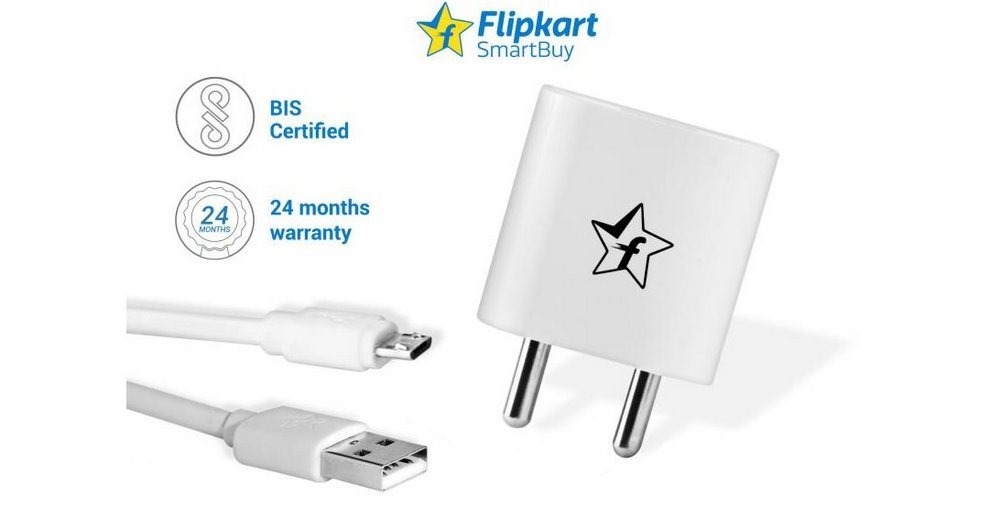 Flipkart
SmartBuy
BIS
Certified
24
MONTHS
24 months
warranty